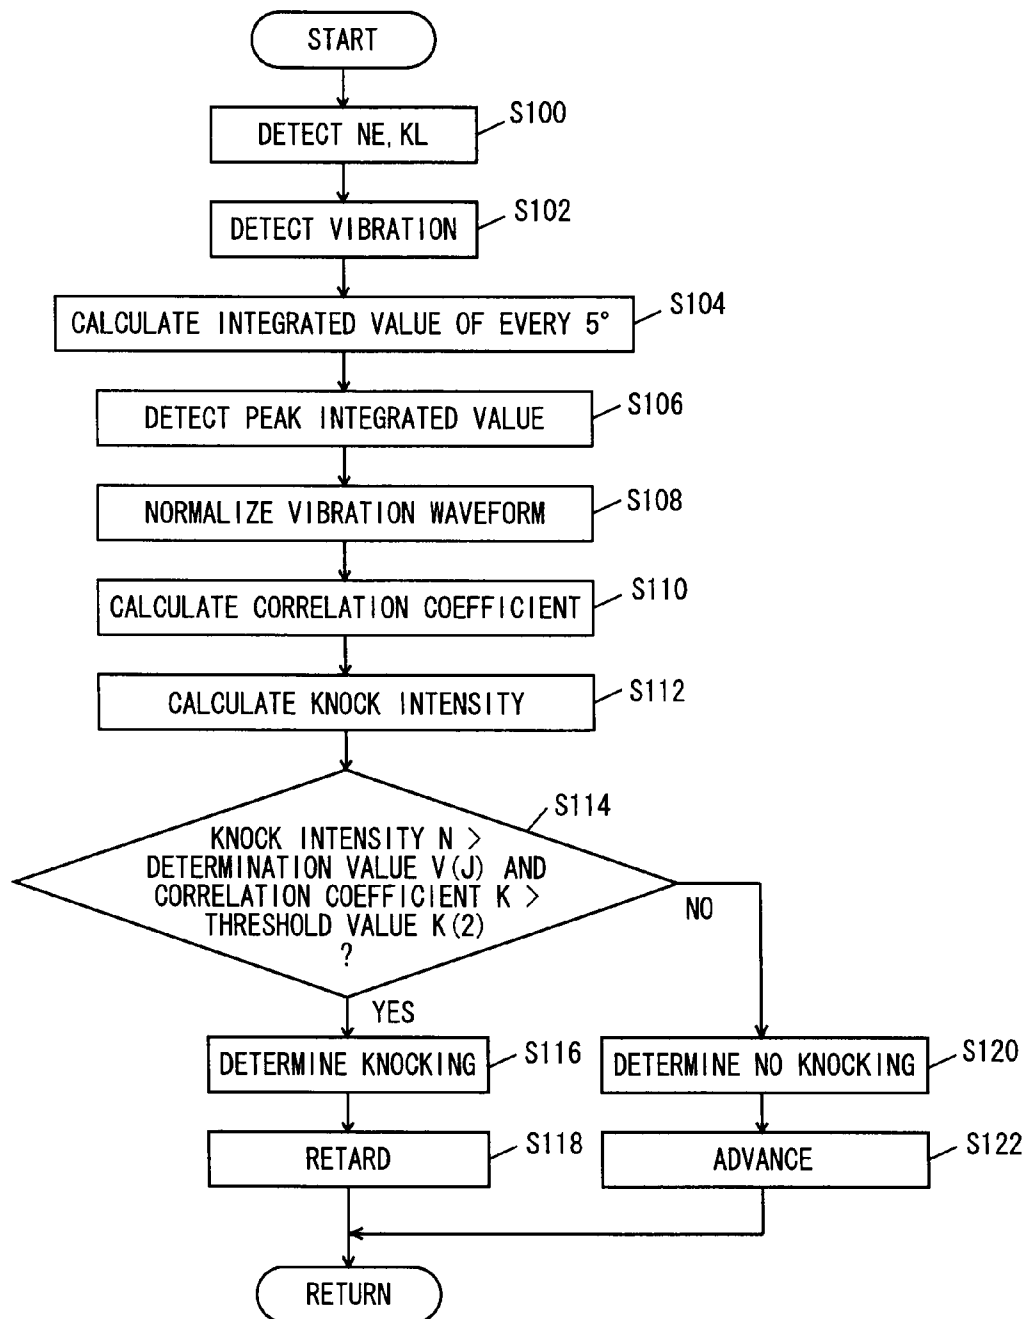 START
DETECT NE, KL
S100
DETECT VIBRATION
S102
CALCULATE INTEGRATED VALUE OF EVERY 5°
S104
DETECT PEAK INTEGRATED VALUE
S106
NORMALIZE VIBRATION WAVEFORM
S108
CALCULATE CORRELATION COEFFICIENT
S110
CALCULATE KNOCK INTENSITY
S112
S114
KNOCK INTENSITY N >
DETERMINATION VALUE V(J) AND
CORRELATION COEFFICIENT K >
THRESHOLD VALUE K(2)
?
NO
YES
DETERMINE KNOCKING
S116
DETERMINE NO KNOCKING
S120
RETARD
S118
ADVANCE
S122
RETURN